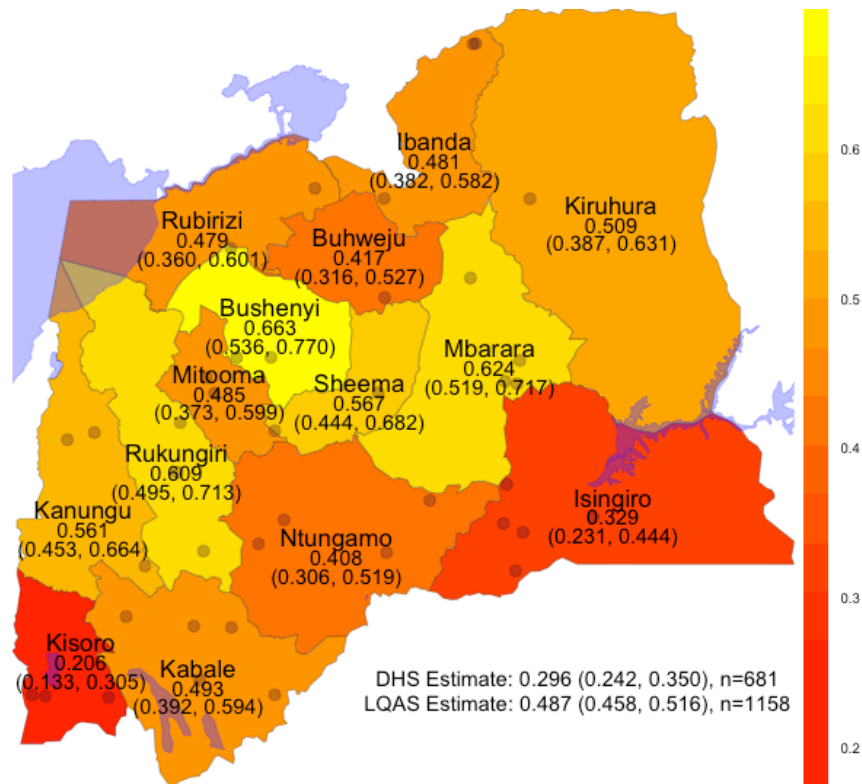 Ibanda
0.481
(0.382, 0.582)
Kiruhura
0.509
(0.387, 0.631)
Rubirizi
0.479
(0.360, 0.601)
Buhweju
0.417
(0.316, 0.527)
Bushenyi
0.663
(0.536, 0.770)
Mbarara
0.624
(0.519, 0.717)
Mitooma
0.485
(0.373, 0.599)
Sheema
0.567
(0.444, 0.682)
Rukungiri
0.609
(0.495, 0.713)
Isingiro
0.329
(0.231, 0.444)
Kanungu
0.561
(0.453, 0.664)
Ntungamo
0.408
(0.306, 0.519)
Kisoro
0.206
(0.133, 0.305)
Kabale
0.493
(0.392, 0.594)
DHS Estimate: 0.296 (0.242, 0.350), n=681
LQAS Estimate: 0.487 (0.458, 0.516), n=1158
0.6
0.5
0.4
0.3
0.2